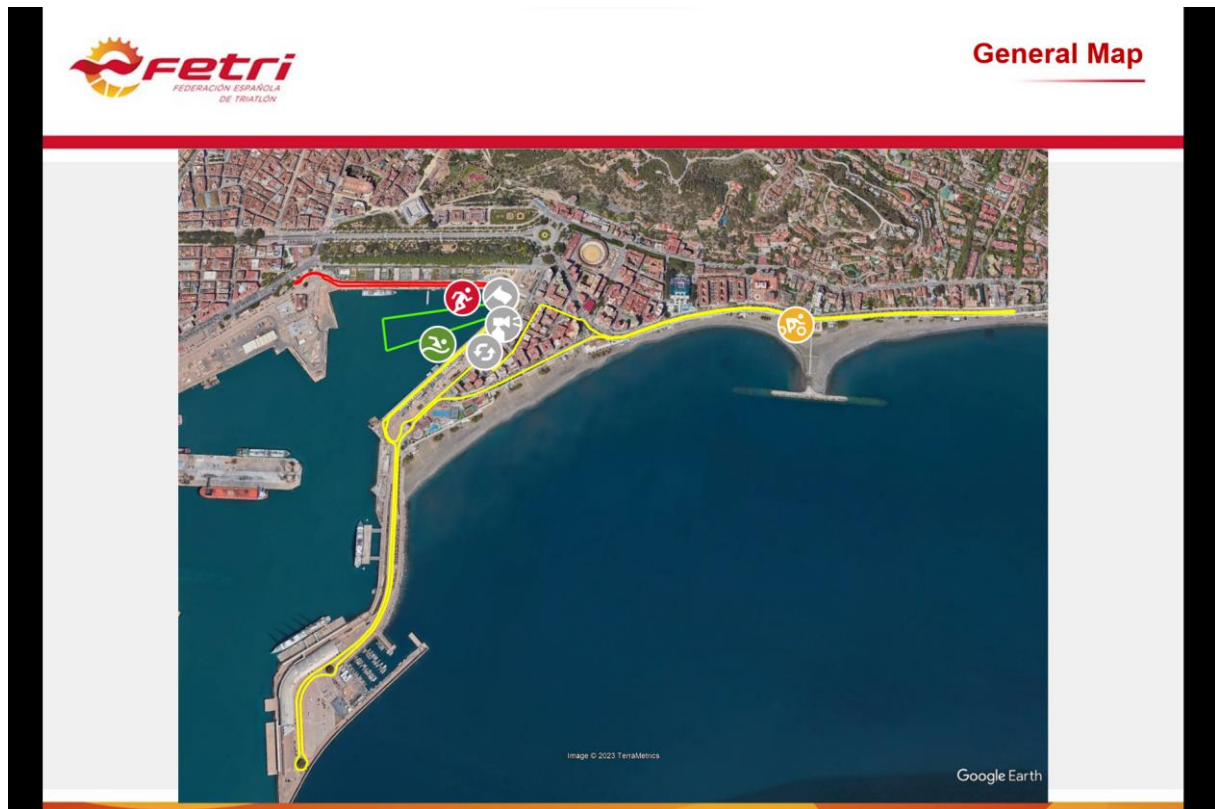 Fetri
FEDERACIÓN ESPAÑOLA
DE TRIATLÓN
General Map
Image © 2023 TerraMetrics
Google Earth